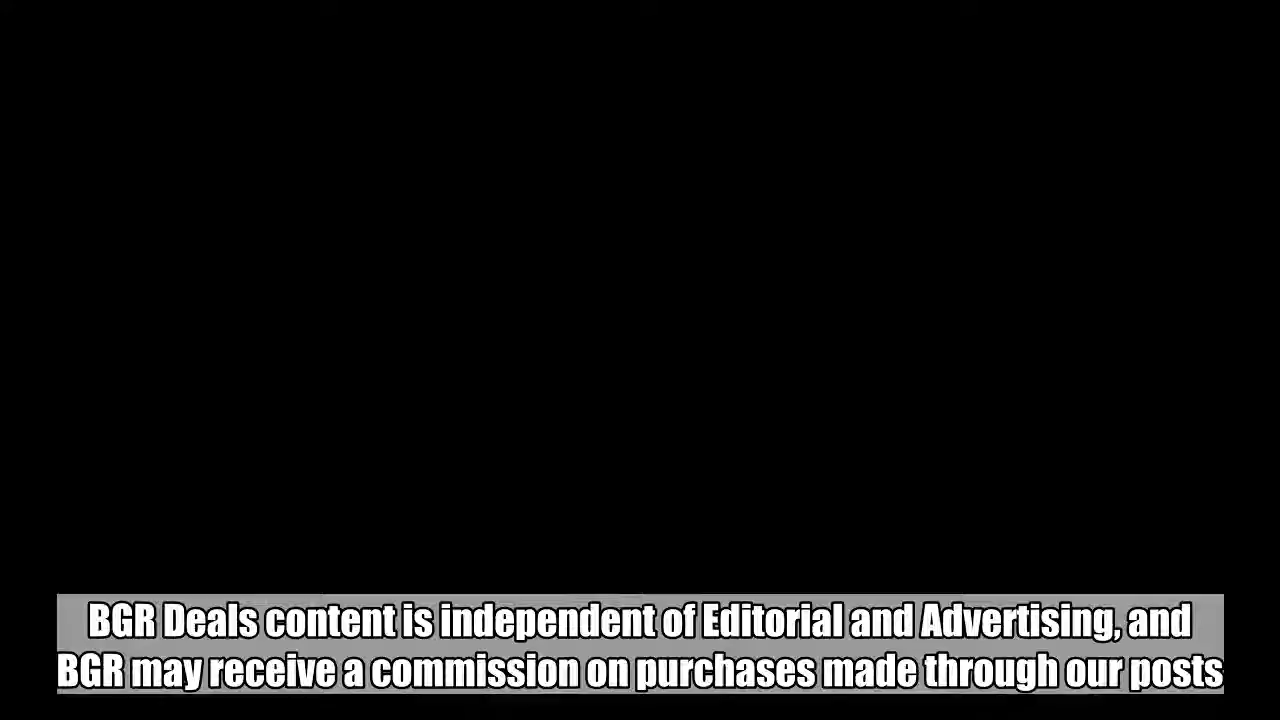 BGR Deals content is independent of Editorial and Advertising, and
BGR may receive a commission on purchases made through our posts